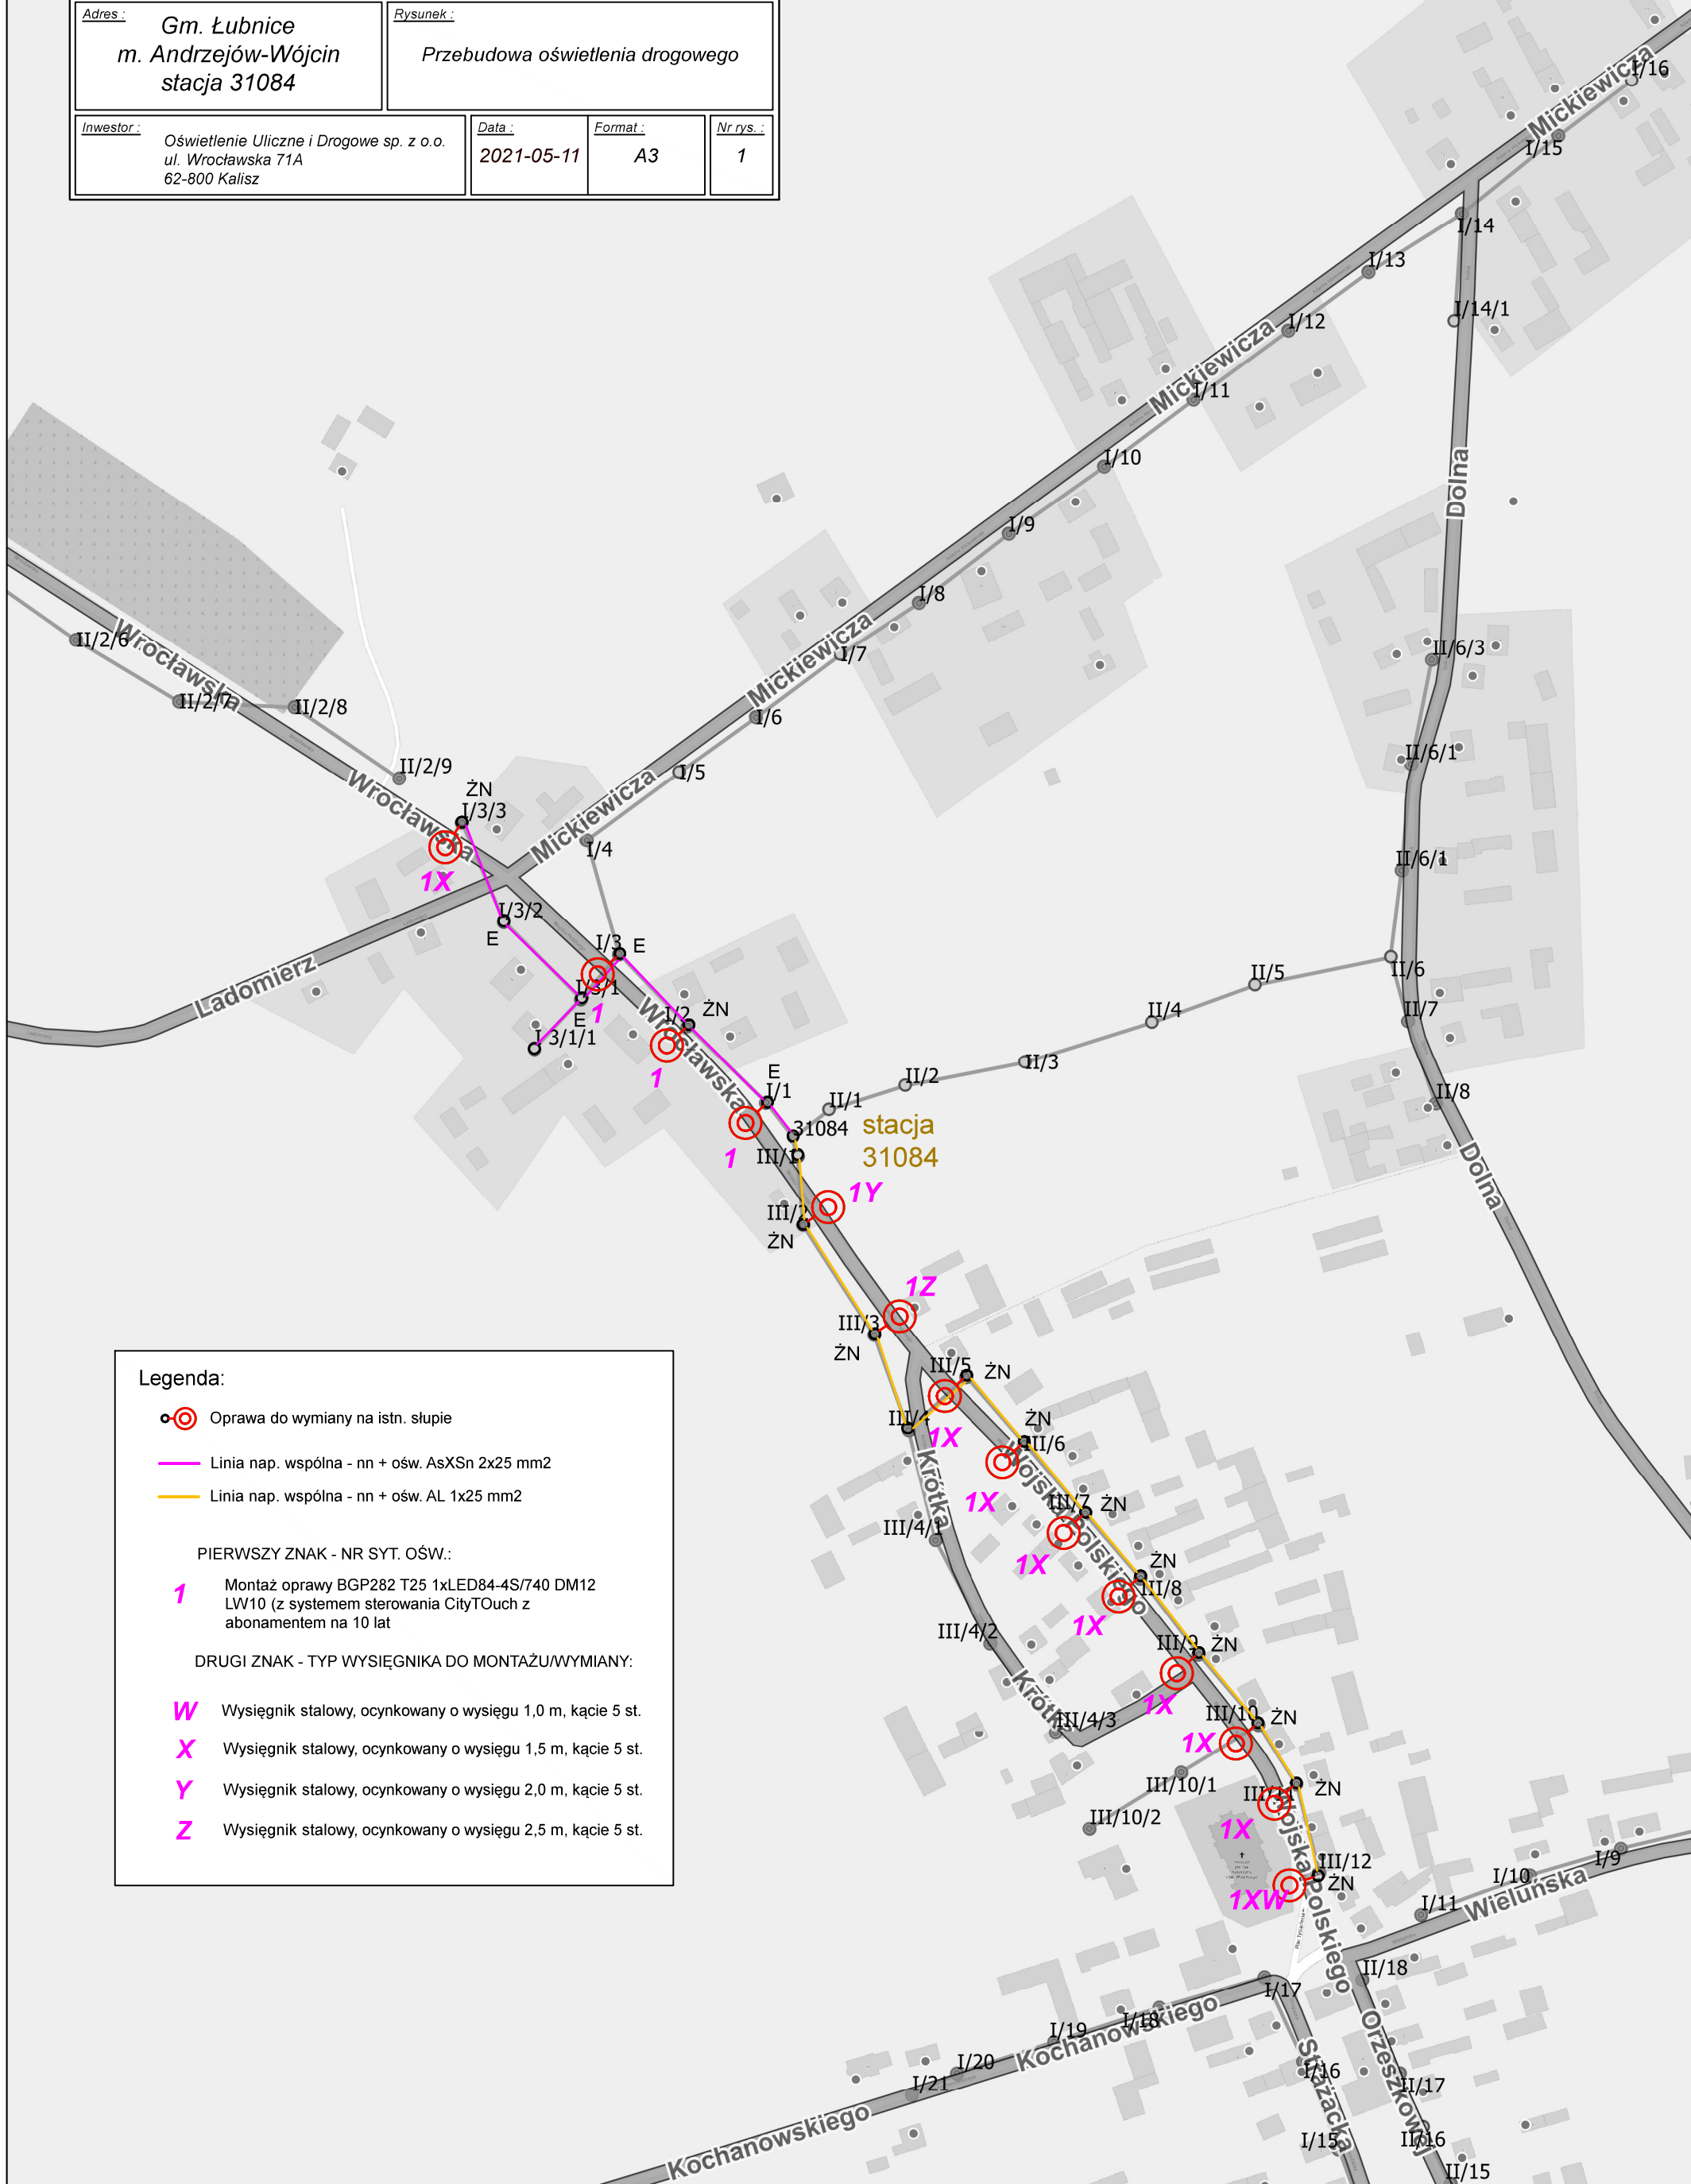 Adres :
Gm. Łubnice
m. Andrzejów-Wójcin
stacja 31084
Rysunek :
Przebudowa oświetlenia drogowego
Inwestor :
Oświetlenie Uliczne i Drogowe sp. z o.o.
ul. Wrocławska 71A
62-800 Kalisz
Data :
2021-05-11
Format :
A3
Nr rys. :
1
I/16
Mickiewicza
I/15
I/14
I/13
I/14/1
I/12
Mickiewicza
I/11
I/10
Dolna
I/9
I/8
II/2/6
Wrocławska
Mickiewicza
I/7
II/6/3
II/2/7
II/2/8
I/6
II/6/1
II/2/9
I/5
ŻN
I/3/3
Wrocławska
Mickiewicza
I/4
1X
II/6/1
I/3/2
E
I/3
E
Ladomierz
I/3/1
II/5
II/6
1
E
I/2
ŻN
II/4
II/7
I 3/1/1
Wrocławska
II/3
1
E
I/1
II/2
II/8
II/1
31084
stacja
31084
1
III/1
Dolna
1Y
III/2
ŻN
1Z
III/3
ŻN
III/5
ŻN
III/4
1X
ŻN
III/6
Krótka
Wojska Polskiego
1X
III/7
ŻN
III/4/1
1X
ŻN
III/8
1X
III/4/2
III/9
ŻN
Krótka
1X
III/4/3
III/10
ŻN
1X
III/10/1
III/11
ŻN
III/10/2
1X
Wojska Polskiego
III/12
ŻN
1XW
I/9
I/10
Wieluńska
I/11
II/18
I/17
I/18
Kochanowskiego
I/19
Strażacka
Orzeszkowej
I/20
I/16
I/21
II/17
Kochanowskiego
I/15
II/16
II/15
Legenda:
Oprawa do wymiany na istn. słupie
Linia nap. wspólna - nn + ośw. AsXSn 2x25 mm2
Linia nap. wspólna - nn + ośw. AL 1x25 mm2
PIERWSZY ZNAK - NR SYT. OŚW.:
1
Montaż oprawy BGP282 T25 1xLED84-4S/740 DM12
LW10 (z systemem sterowania CityTOuch z
abonamentem na 10 lat
DRUGI ZNAK - TYP WYSIĘGNIKA DO MONTAŻU/WYMIANY:
W Wysięgnik stalowy, ocynkowany o wysięgu 1,0 m, kącie 5 st.
X Wysięgnik stalowy, ocynkowany o wysięgu 1,5 m, kącie 5 st.
Y Wysięgnik stalowy, ocynkowany o wysięgu 2,0 m, kącie 5 st.
Z Wysięgnik stalowy, ocynkowany o wysięgu 2,5 m, kącie 5 st.